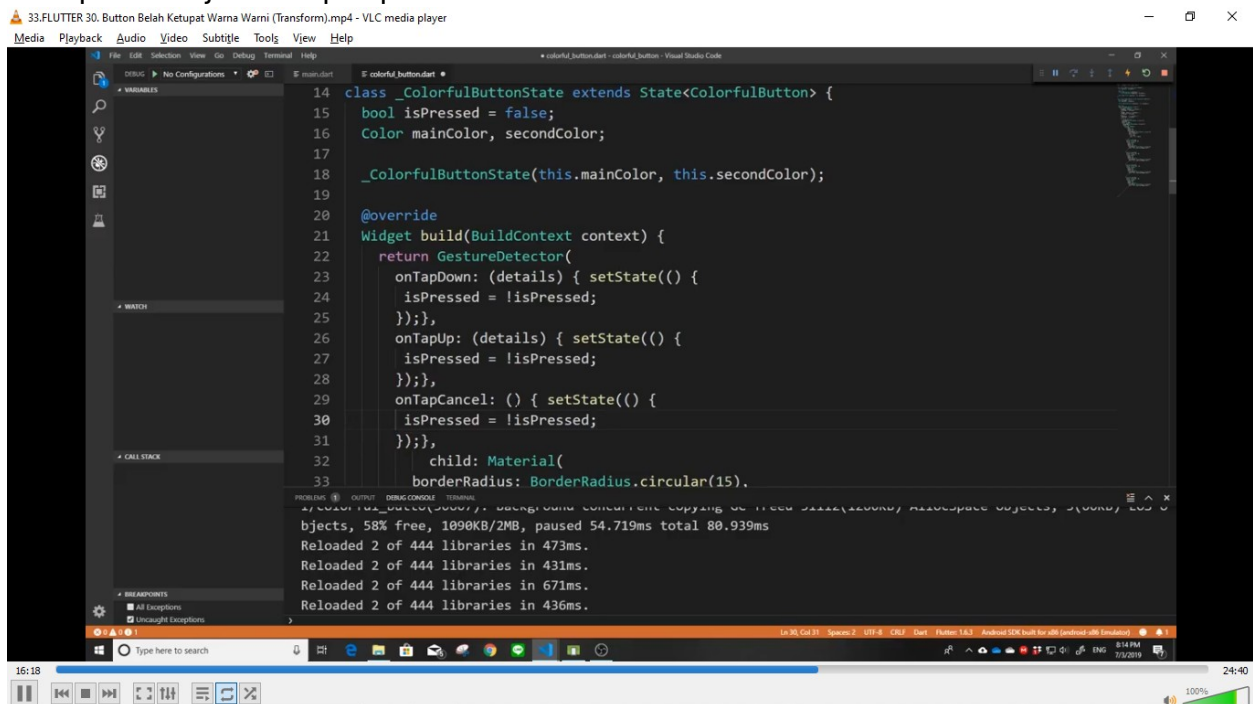 33.FLUTTER 30. Button Belah Ketupat Warna Warni (Transform).mp4 - VLC media player
Media Playback Audio Video Subtitle Tools View Help
File Edit Selection View Go Debug Terminal Help
• colorful_button.dart - colorful_button - Visual Studio Code
DEBUG No Configurations
main.dart
colorful_button.dart
VARIABLES
WATCH
CALL STACK
BREAKPOINTS
All Exceptions
Uncaught Exceptions
14 class _ColorfulButtonState extends State<ColorfulButton> {
15 bool isPressed = false;
16 Color mainColor, secondColor;
17
18 _ColorfulButtonState(this.mainColor, this.secondColor);
19
20 @override
21 Widget build(BuildContext context) {
22 return GestureDetector(
23 onTapDown: (details) { setState(() {
24 isPressed = !isPressed;
25 });},
26 onTapUp: (details) { setState(() {
27 isPressed = !isPressed;
28 });},
29 onTapCancel: () { setState(() {
30 isPressed = !isPressed;
31 });},
32 child: Material(
33 borderRadius: BorderRadius.circular(15),
PROBLEMS 1 OUTPUT DEBUG CONSOLE TERMINAL
bjects, 58% free, 1090KB/2MB, paused 54.719ms total 80.939ms
Reloaded 2 of 444 libraries in 473ms.
Reloaded 2 of 444 libraries in 431ms.
Reloaded 2 of 444 libraries in 671ms.
Reloaded 2 of 444 libraries in 436ms.
Ln 30, Col 31 Spaces: 2 UTF-8 CRLF Dart Flutter: 1.6.3 Android SDK built for x86 (android-x86 Emulator) 1
Type here to search
ENG
8:14 PM
7/3/2019
16:18
24:40
100%